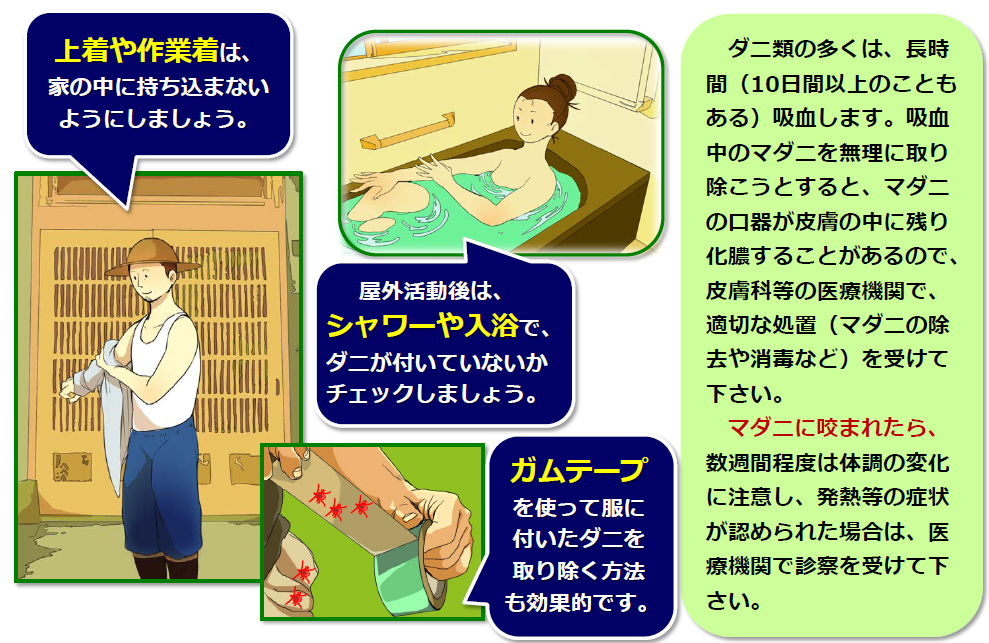 上着や作業着は、
家の中に持ち込まない
ようにしましょう。
屋外活動後は、
シャワーや入浴で、
ダニが付いていないか
チェックしましょう。
ガムテープ
を使って服に
付いたダニを
取り除く方法
も効果的です。
ダニ類の多くは、長時
間（10日間以上のことも
ある）吸血します。吸血
中のマダニを無理に取り
除こうとすると、マダニ
の口器が皮膚の中に残り
化膿することがあるので、
皮膚科等の医療機関で、
適切な処置（マダニの除
去や消毒など）を受けて
下さい。
マダニに咬まれたら、
数週間程度は体調の変化
に注意し、発熱等の症状
が認められた場合は、医
療機関で診察を受けて下
さい。